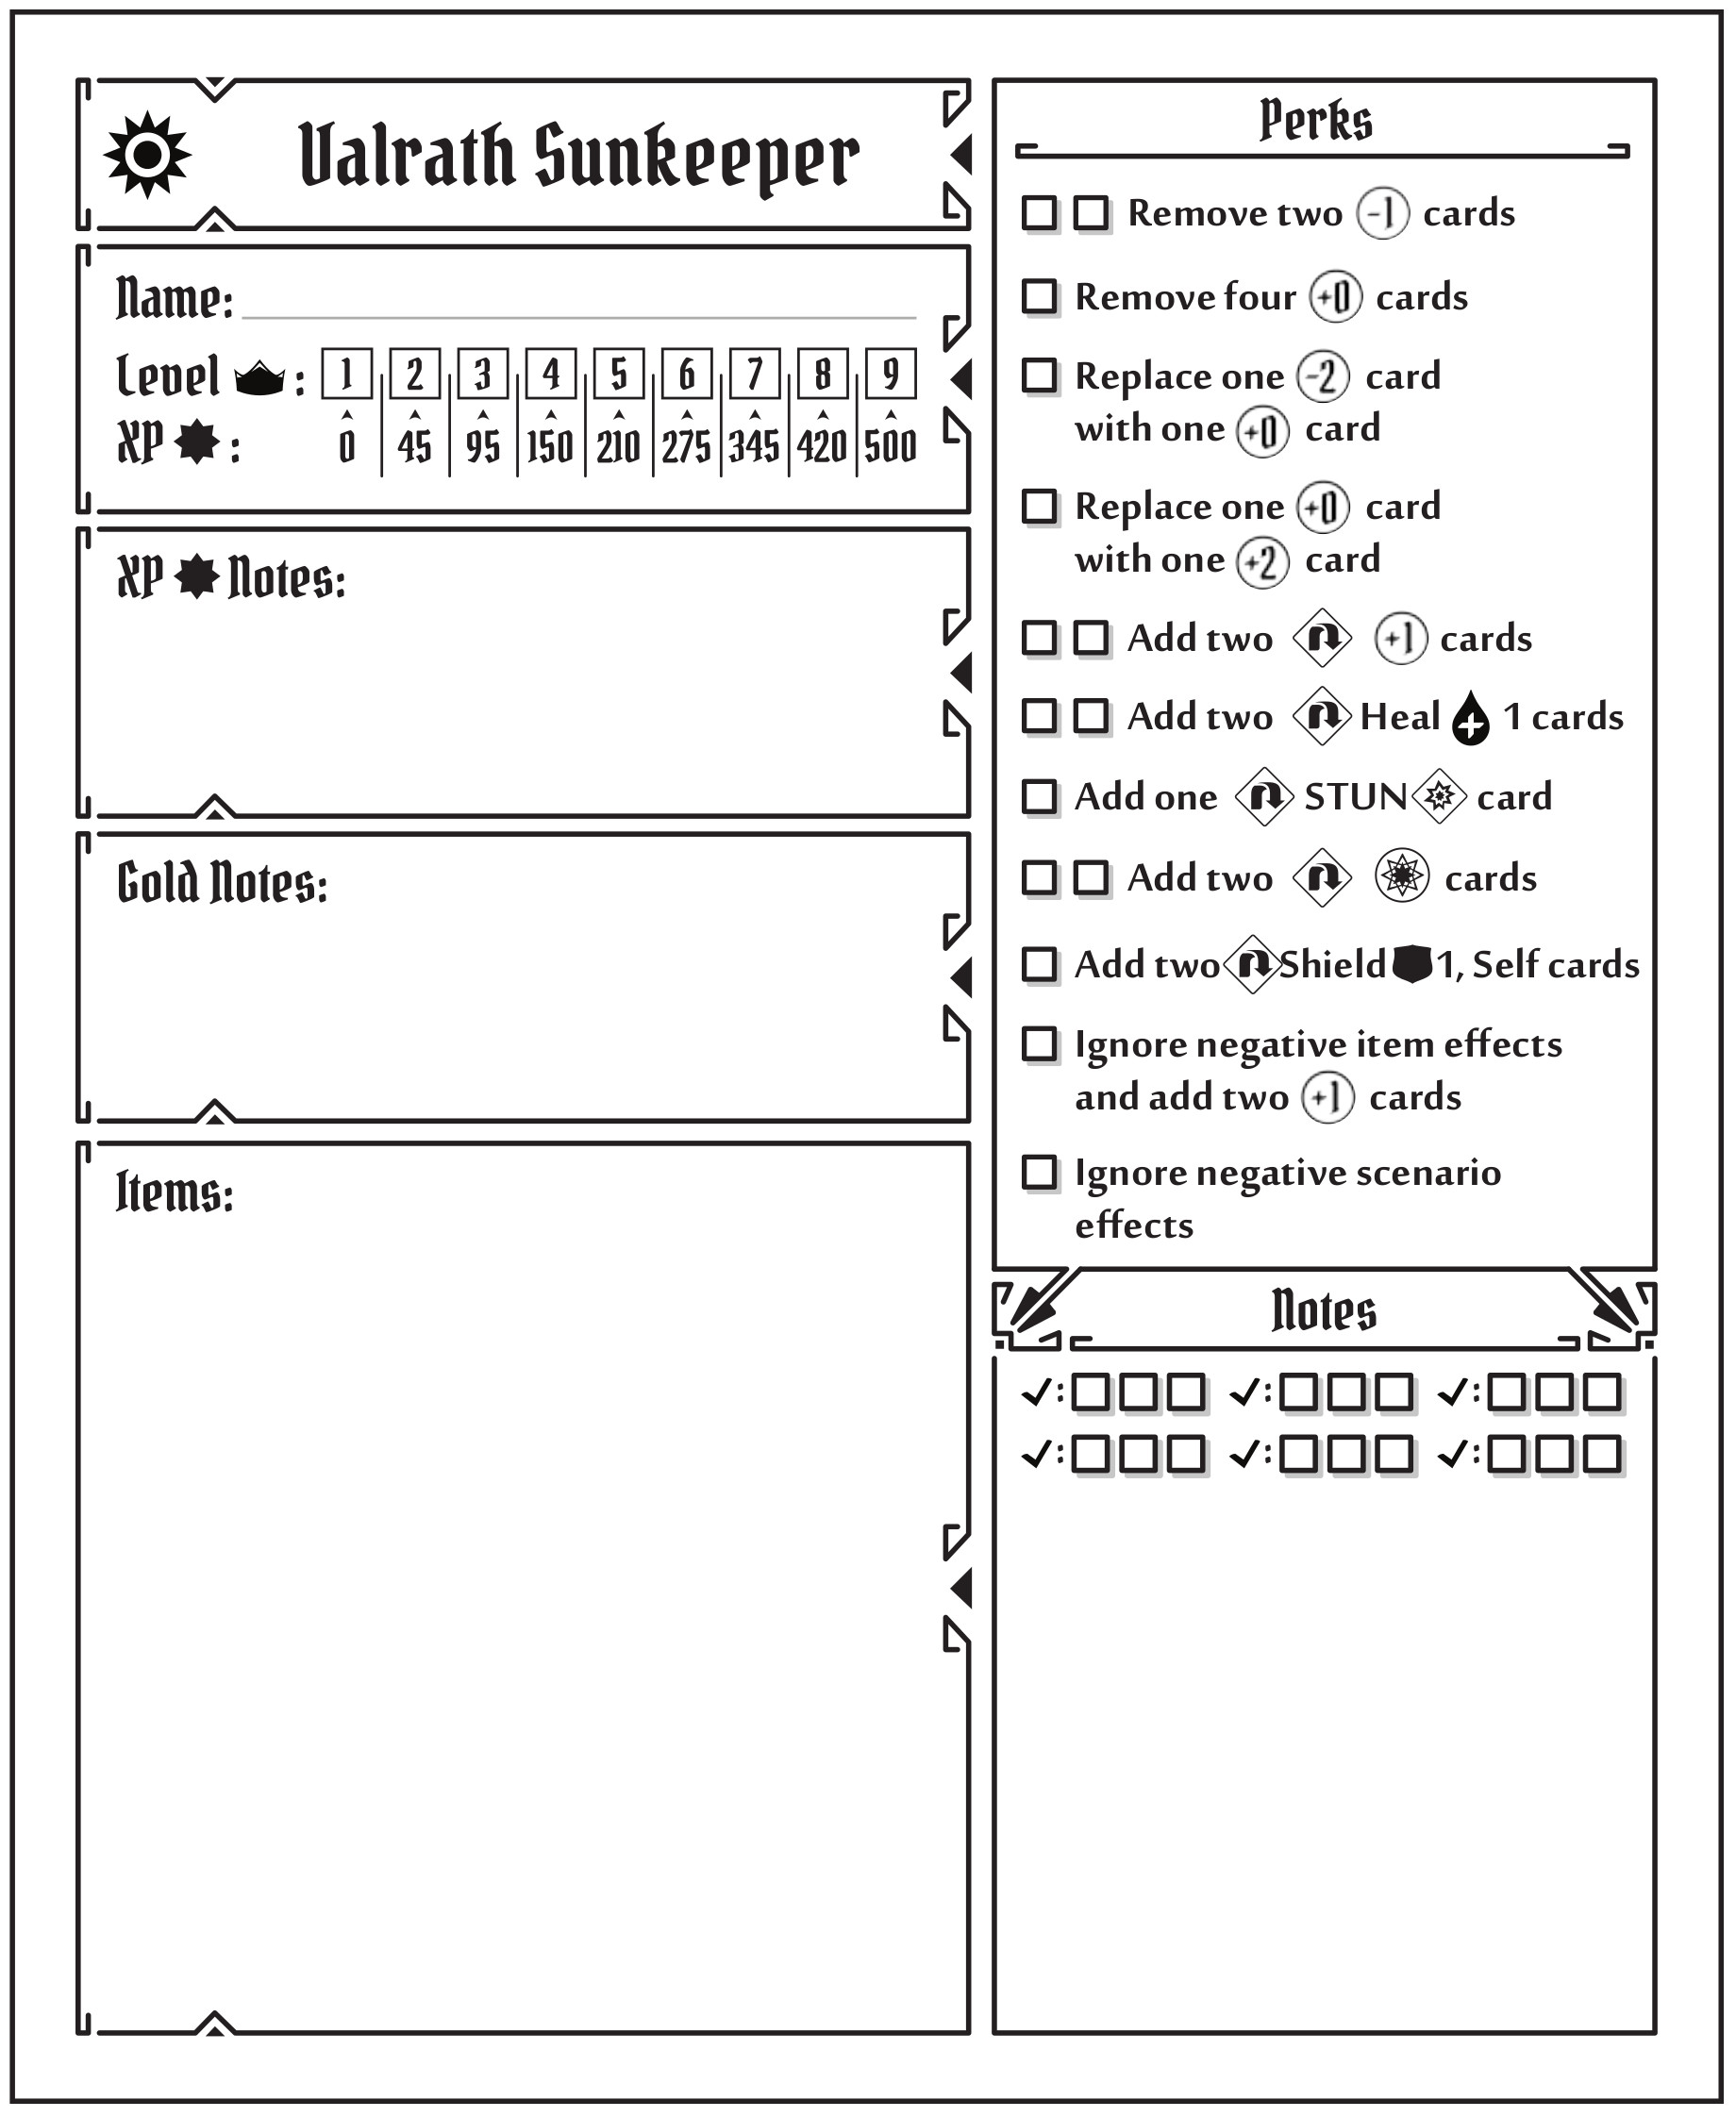 Valrath Sunkeeper
Name:
Level :
1 2 3 4 5 6 7 8 9
XP :
0 45 95 150 210 275 345 420 500
XP Notes:
Gold Notes:
Items:
Perks
Remove two -1 cards
Remove four +0 cards
Replace one -2 card
with one +0 card
Replace one +0 card
with one +2 card
Add two +1 cards
Add two Heal 1 cards
Add one STUN card
Add two cards
Add two Shield 1, Self cards
Ignore negative item effects
and add two +1 cards
Ignore negative scenario
effects
Notes
✓: ✓: ✓:
✓: ✓: ✓: